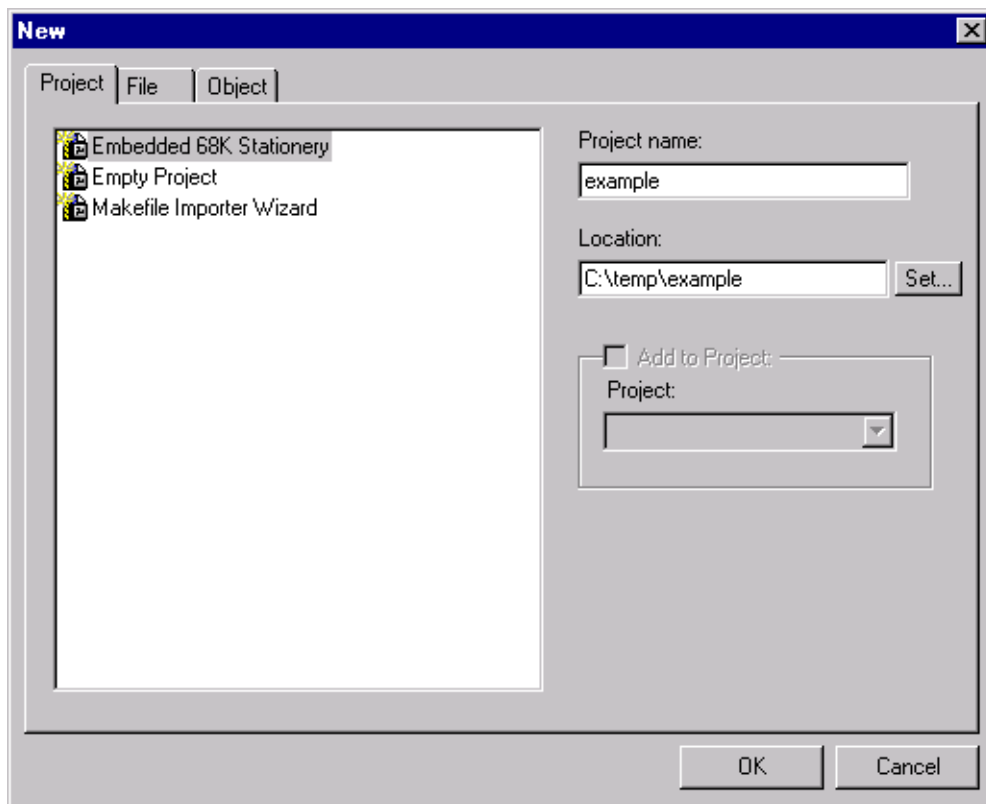 New
Project File Object
Embedded 68K Stationery
Empty Project
Makefile Importer Wizard
Project name:
example
Location:
C:\temp\example
Set...
Add to Project:
Project:
OK
Cancel